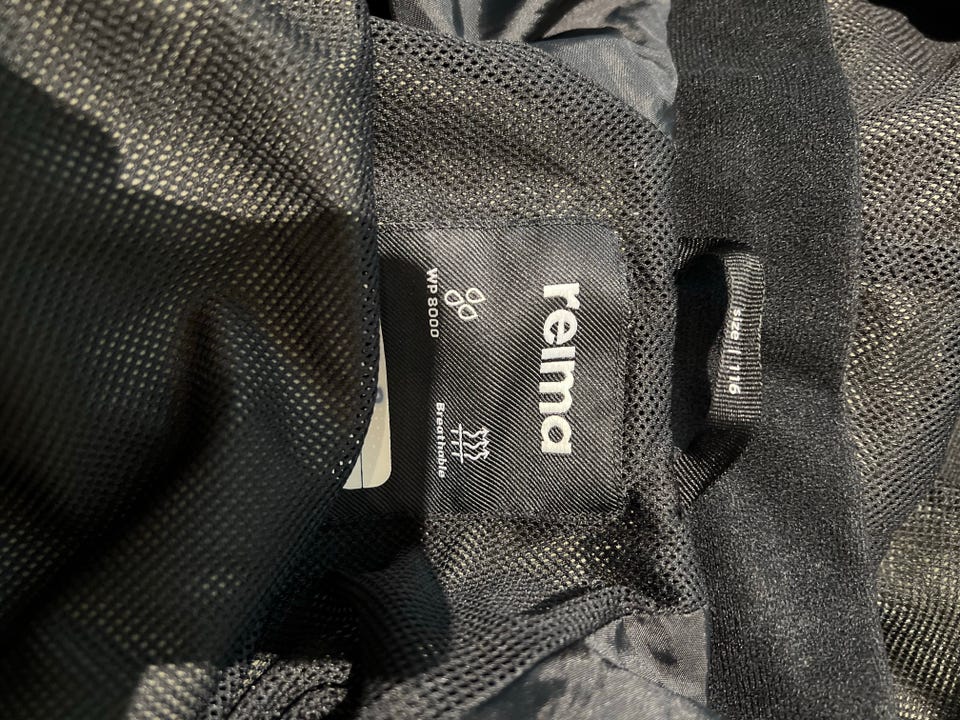 size | 116
reima
WP 8000
Breathable